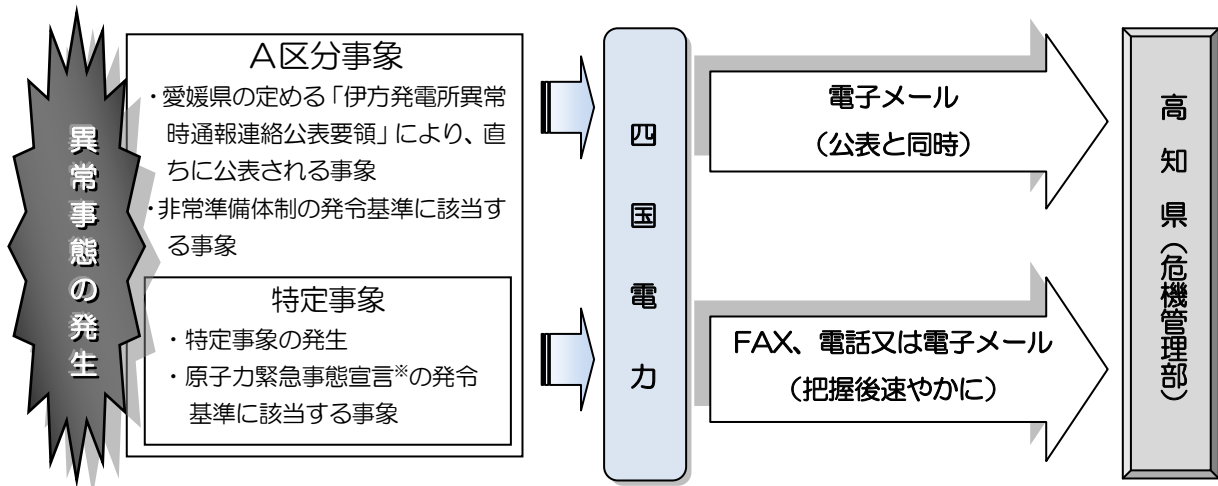 異常事態の発生
A区分事象
・愛媛県の定める「伊方発電所異常
時通報連絡公表要領」により、直
ちに公表される事象
・非常準備体制の発令基準に該当す
る事象
特定事象
・特定事象の発生
・原子力緊急事態宣言※の発令
基準に該当する事象
四国電力
電子メール
(公表と同時)
FAX、電話又は電子メール
(把握後速やかに)
高知県(危機管理部)